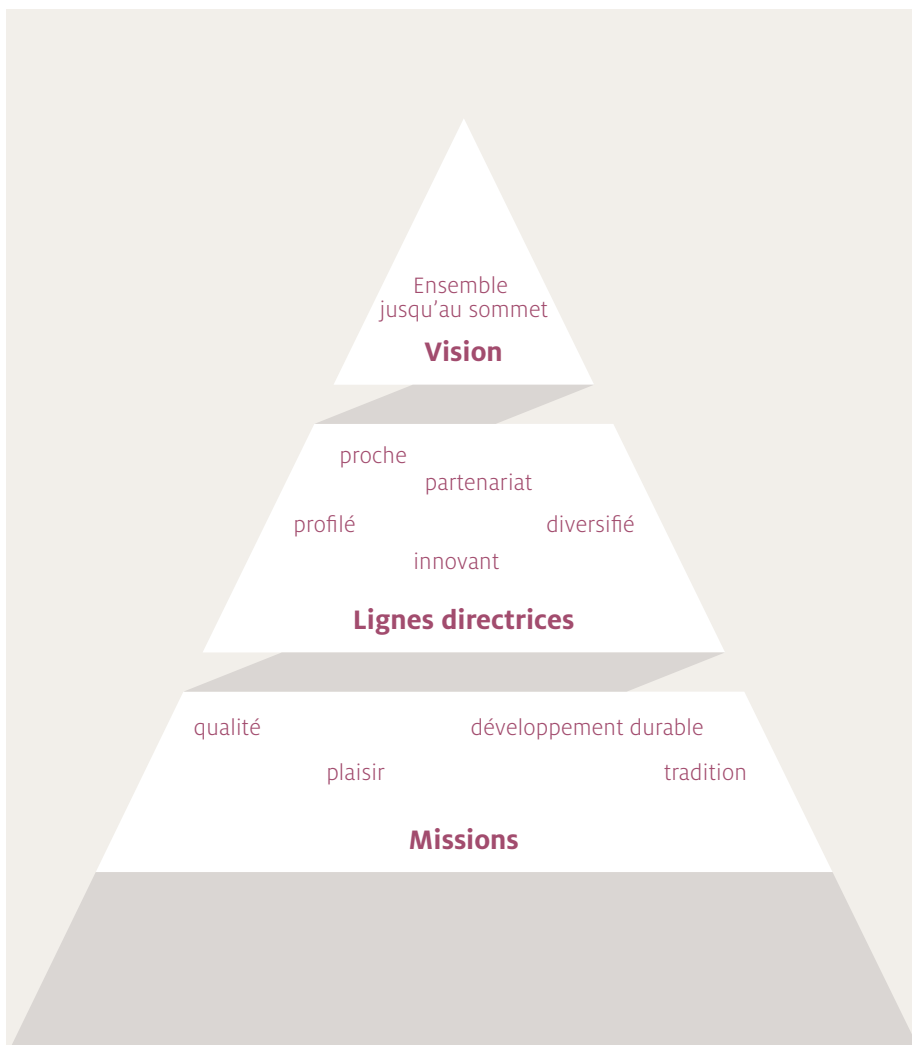 Ensemble
jusqu’au sommet
Vision
proche
partenariat
profilé
diversifié
innovant
Lignes directrices
qualité
développement durable
plaisir
tradition
Missions